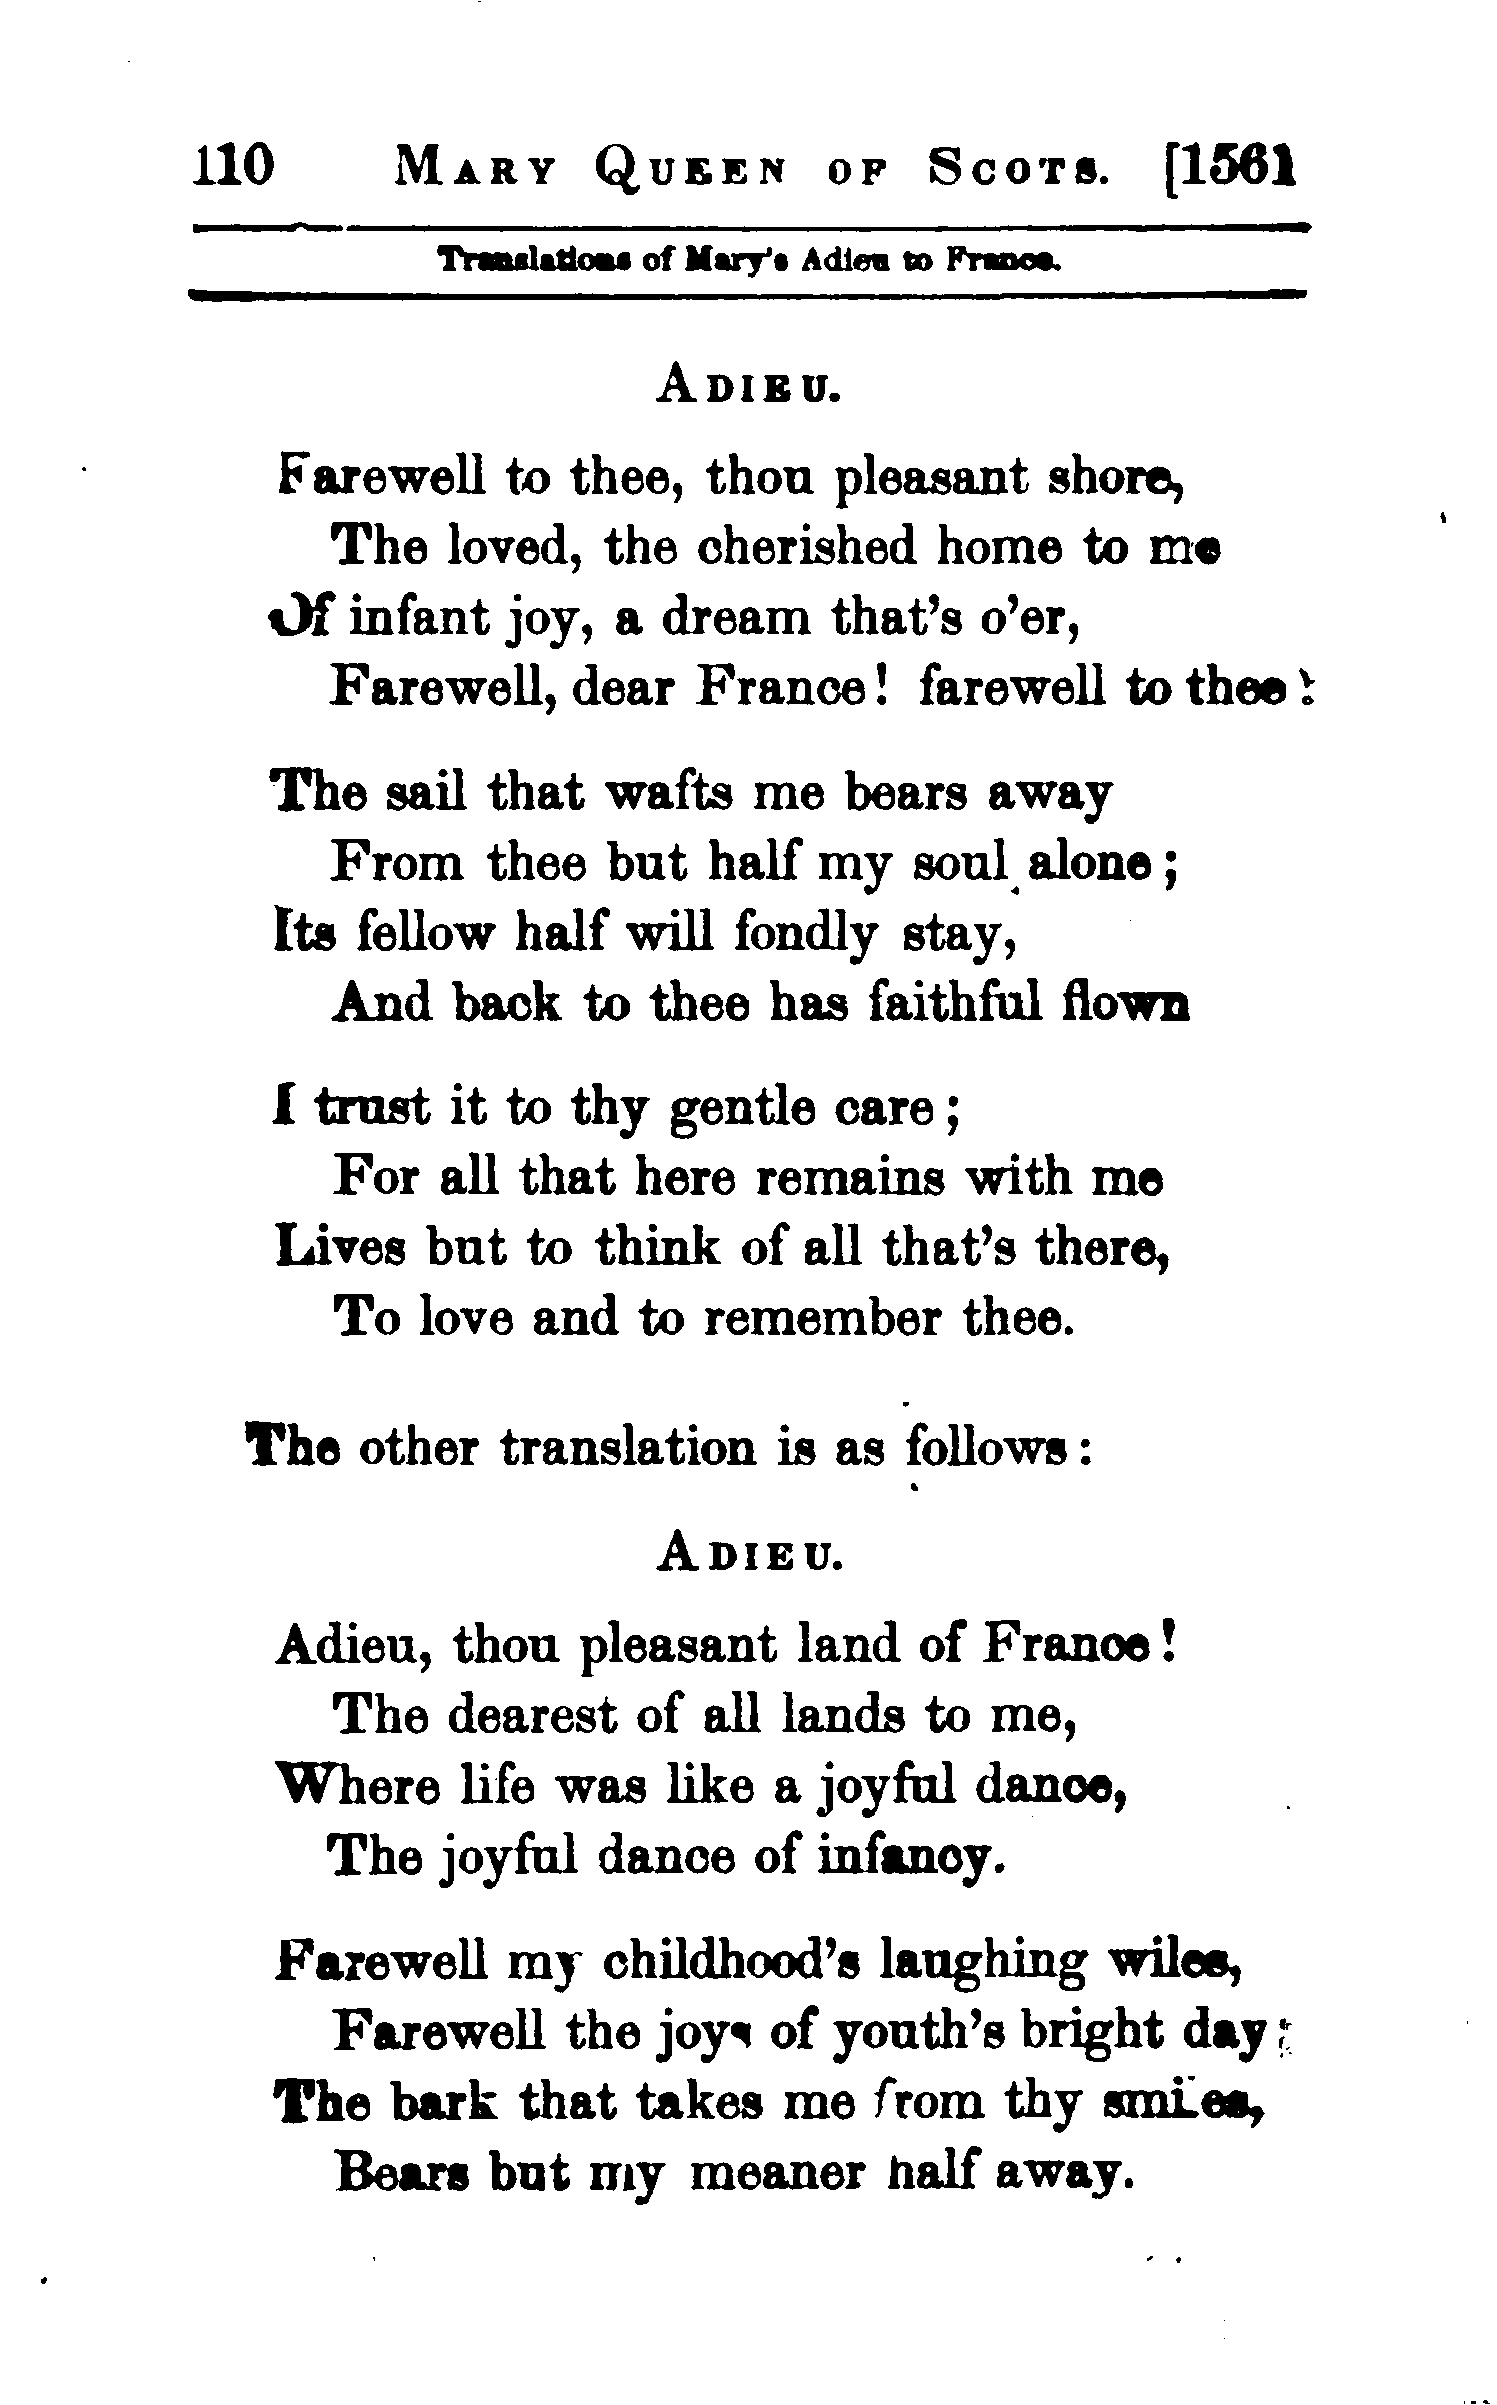 110 MARY QUEEN OF SCOTS. [1561
Translations of Mary's Adieu to France.
ADIEU.
Farewell to thee, thou pleasant shore,
The loved, the cherished home to me
Of infant joy, a dream that's o'er,
Farewell, dear France! farewell to thee!
The sail that wafts me bears away
From thee but half my soul alone;
Its fellow half will fondly stay,
And back to thee has faithful flown
I trust it to thy gentle care;
For all that here remains with me
Lives but to think of all that's there,
To love and to remember thee.
The other translation is as follows:
ADIEU.
Adieu, thou pleasant land of France!
The dearest of all lands to me,
Where life was like a joyful dance,
The joyful dance of infancy.
Farewell my childhood's laughing wiles,
Farewell the joys of youth's bright day;
The bark that takes me from thy smiles,
Bears but my meaner half away.